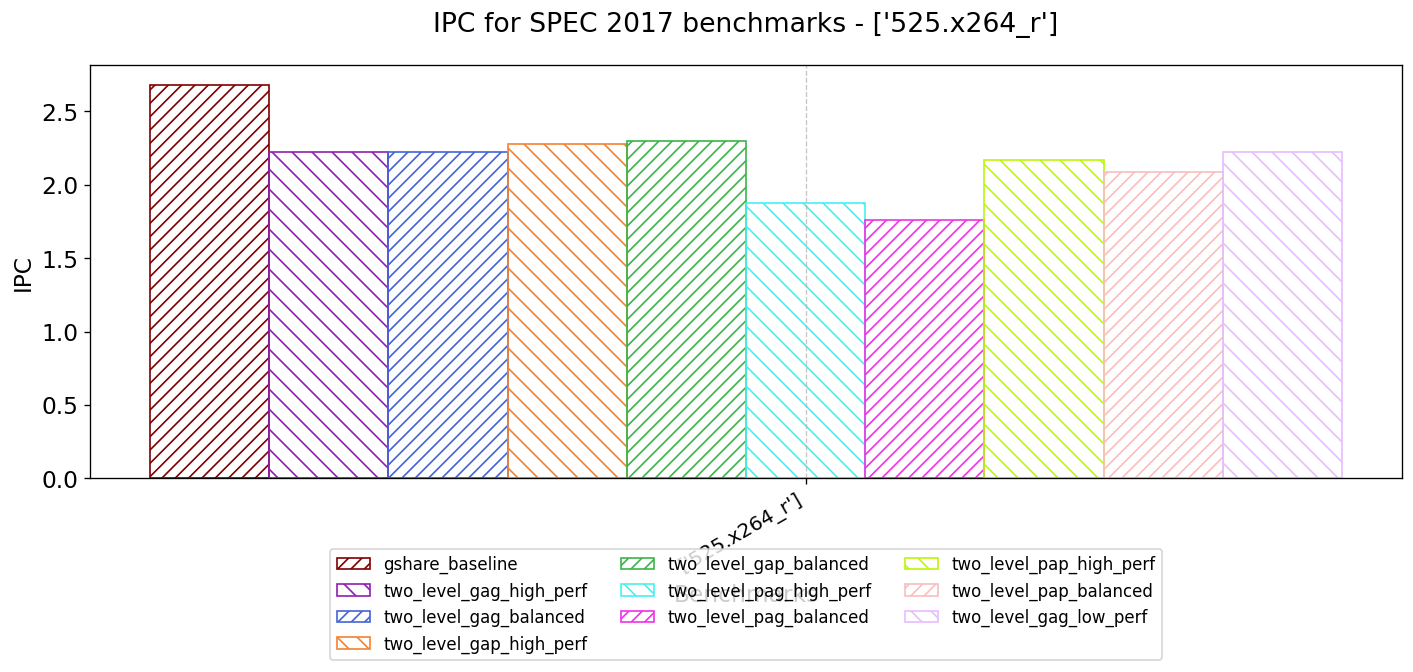 IPC for SPEC 2017 benchmarks - ['525.x264_r']
IPC
2.5
2.0
1.5
1.0
0.5
0.0
['525.x264_r']
Benchmarks
gshare_baseline
two_level_gag_high_perf
two_level_gag_balanced
two_level_gap_high_perf
two_level_gap_balanced
two_level_pag_high_perf
two_level_pag_balanced
two_level_pap_high_perf
two_level_pap_balanced
two_level_gag_low_perf